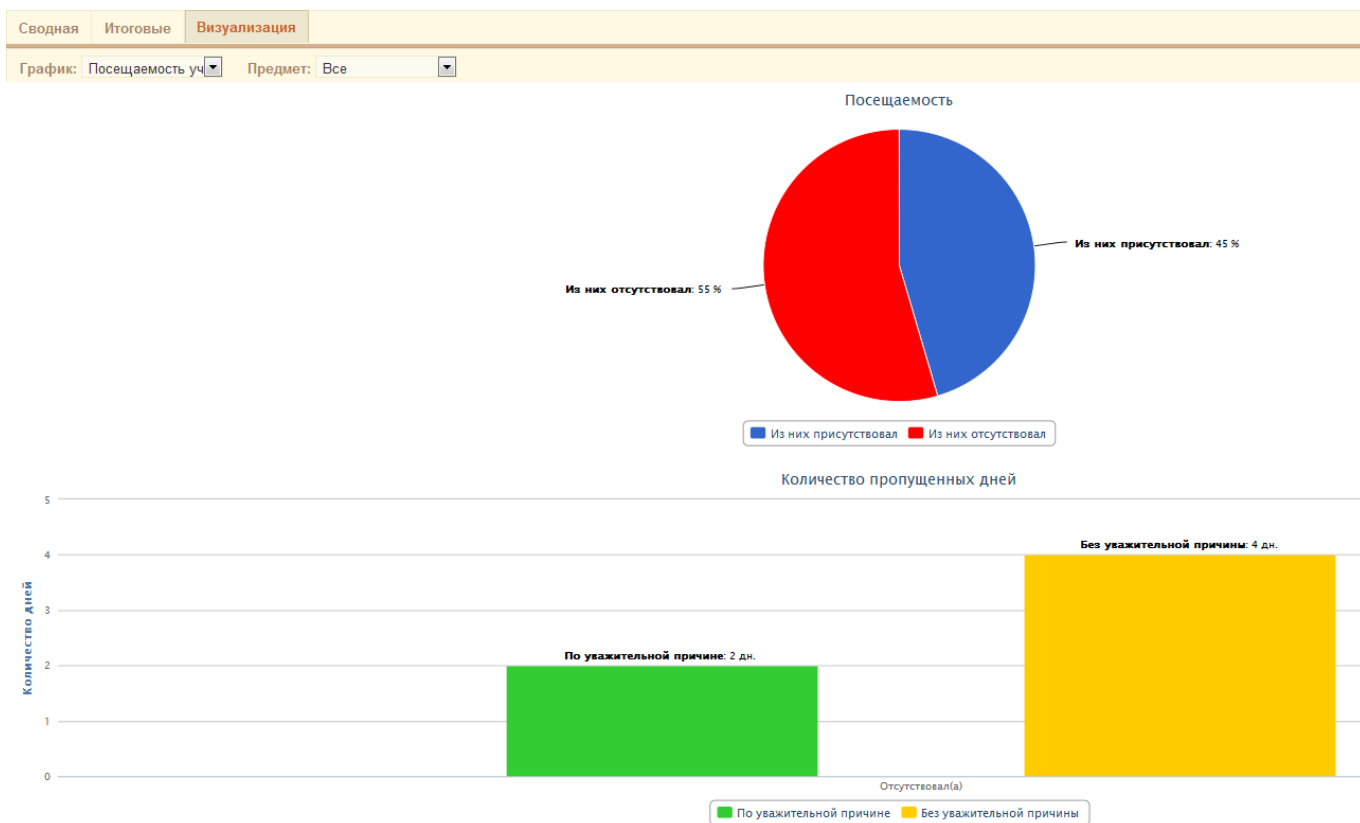 Сводная Итоговые Визуализация
График: Посещаемость уч Предмет: Все
Посещаемость
Из них присутствовал: 45 %
Из них отсутствовал: 55 %
Из них присутствовал Из них отсутствовал
Количество пропущенных дней
Количество дней
5
4
3
2
1
0
Без уважительной причины: 4 дн.
По уважительной причине: 2 дн.
Отсутствовал(а)
По уважительной причине Без уважительной причины